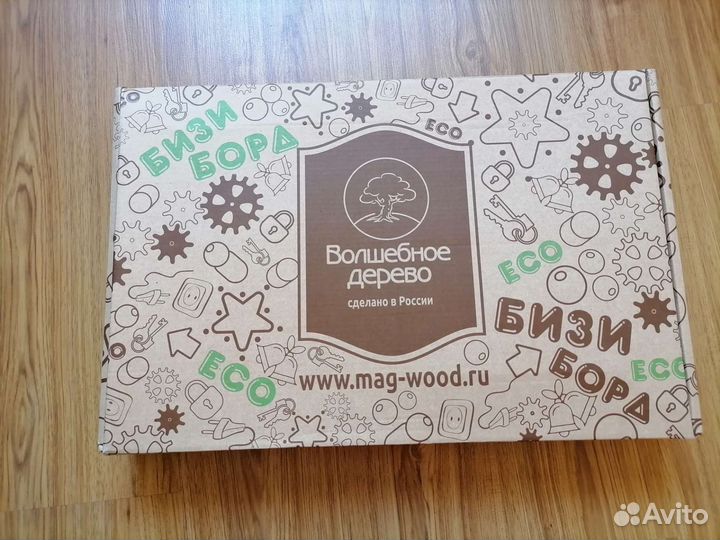 БИЗИ
БОРД
ECO
Волшебное
дерево
сделано в России
ECO
БИЗИ
БОРД
ECO
ECO
www.mag-wood.ru
Avito